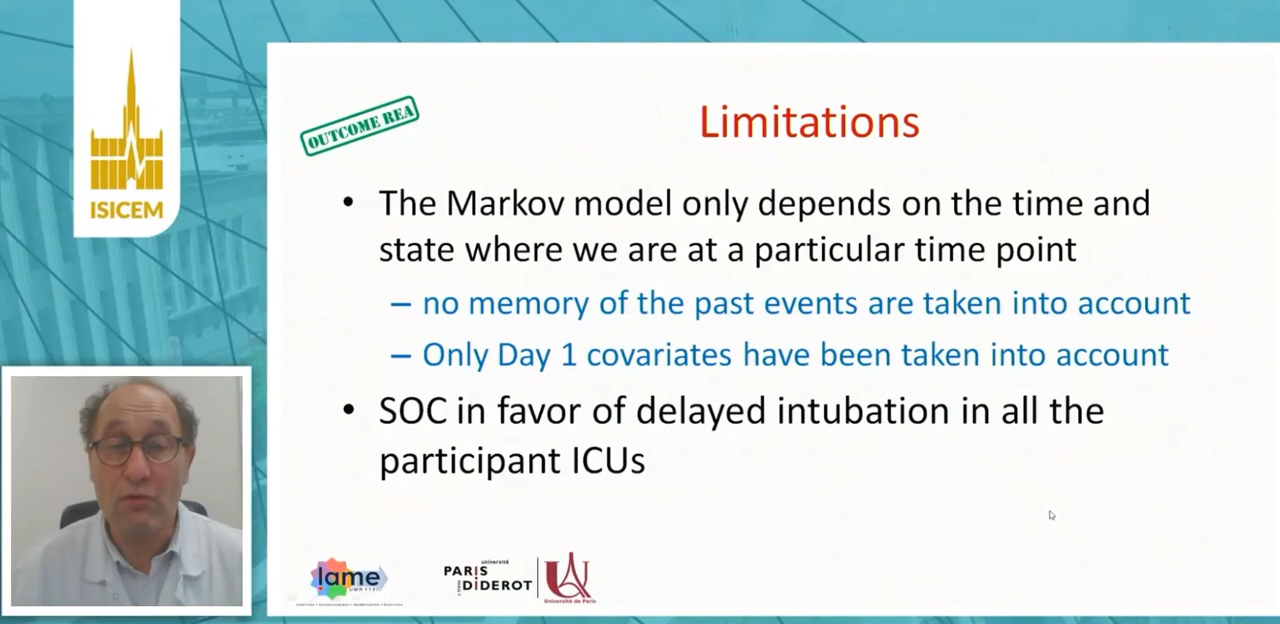 ISICEM
OUTCOME REA
Limitations
• The Markov model only depends on the time and
state where we are at a particular time point
– no memory of the past events are taken into account
– Only Day 1 covariates have been taken into account
• SOC in favor of delayed intubation in all the
participant ICUs
iame
université
PARIS
DIDEROT
Université de Paris